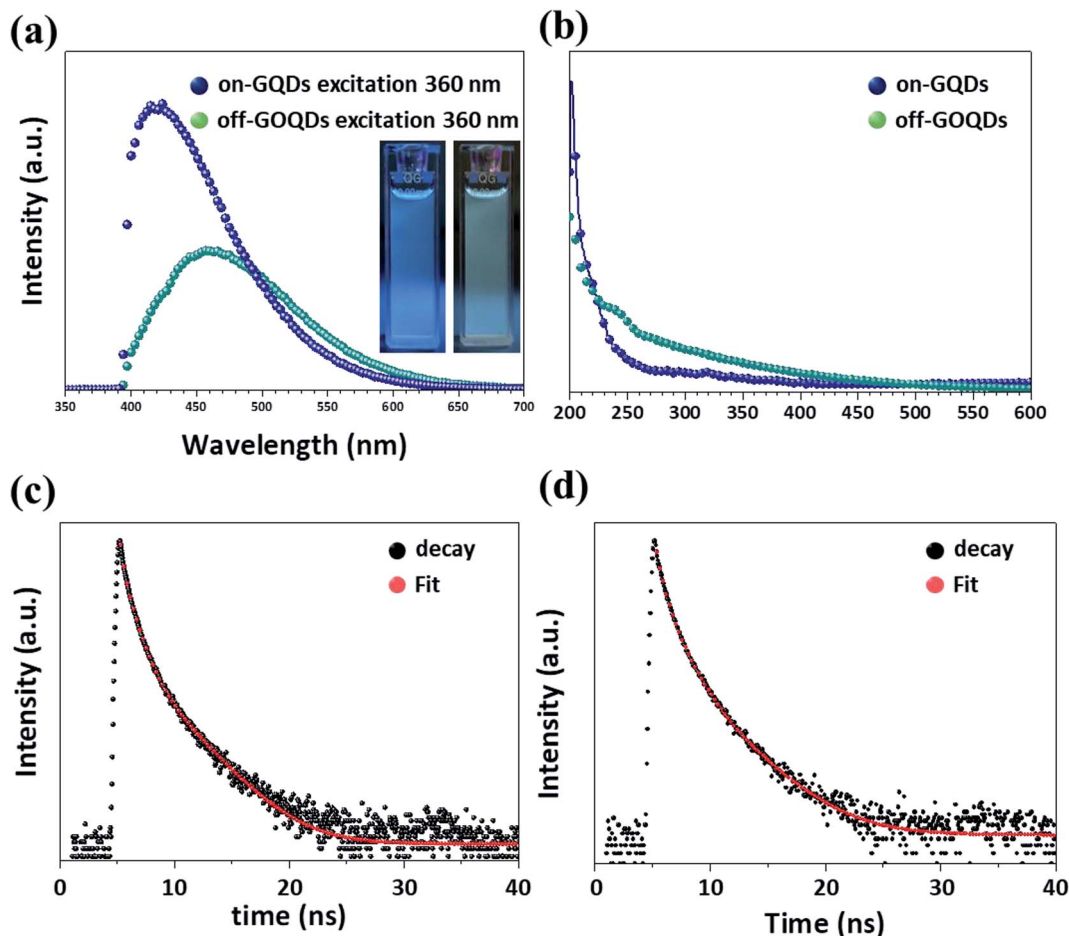 (a)
on-GQDs excitation 360 nm
off-GOQDs excitation 360 nm
QG
Intensity (a.u.)
350 400 450 500 550 600 650 700
Wavelength (nm)
(b)
on-GQDs
off-GOQDs
Intensity (a.u.)
200 250 300 350 400 450 500 550 600
(c)
decay
Fit
Intensity (a.u.)
0 10 20 30 40
time (ns)
(d)
decay
Fit
Intensity (a.u.)
0 10 20 30 40
Time (ns)